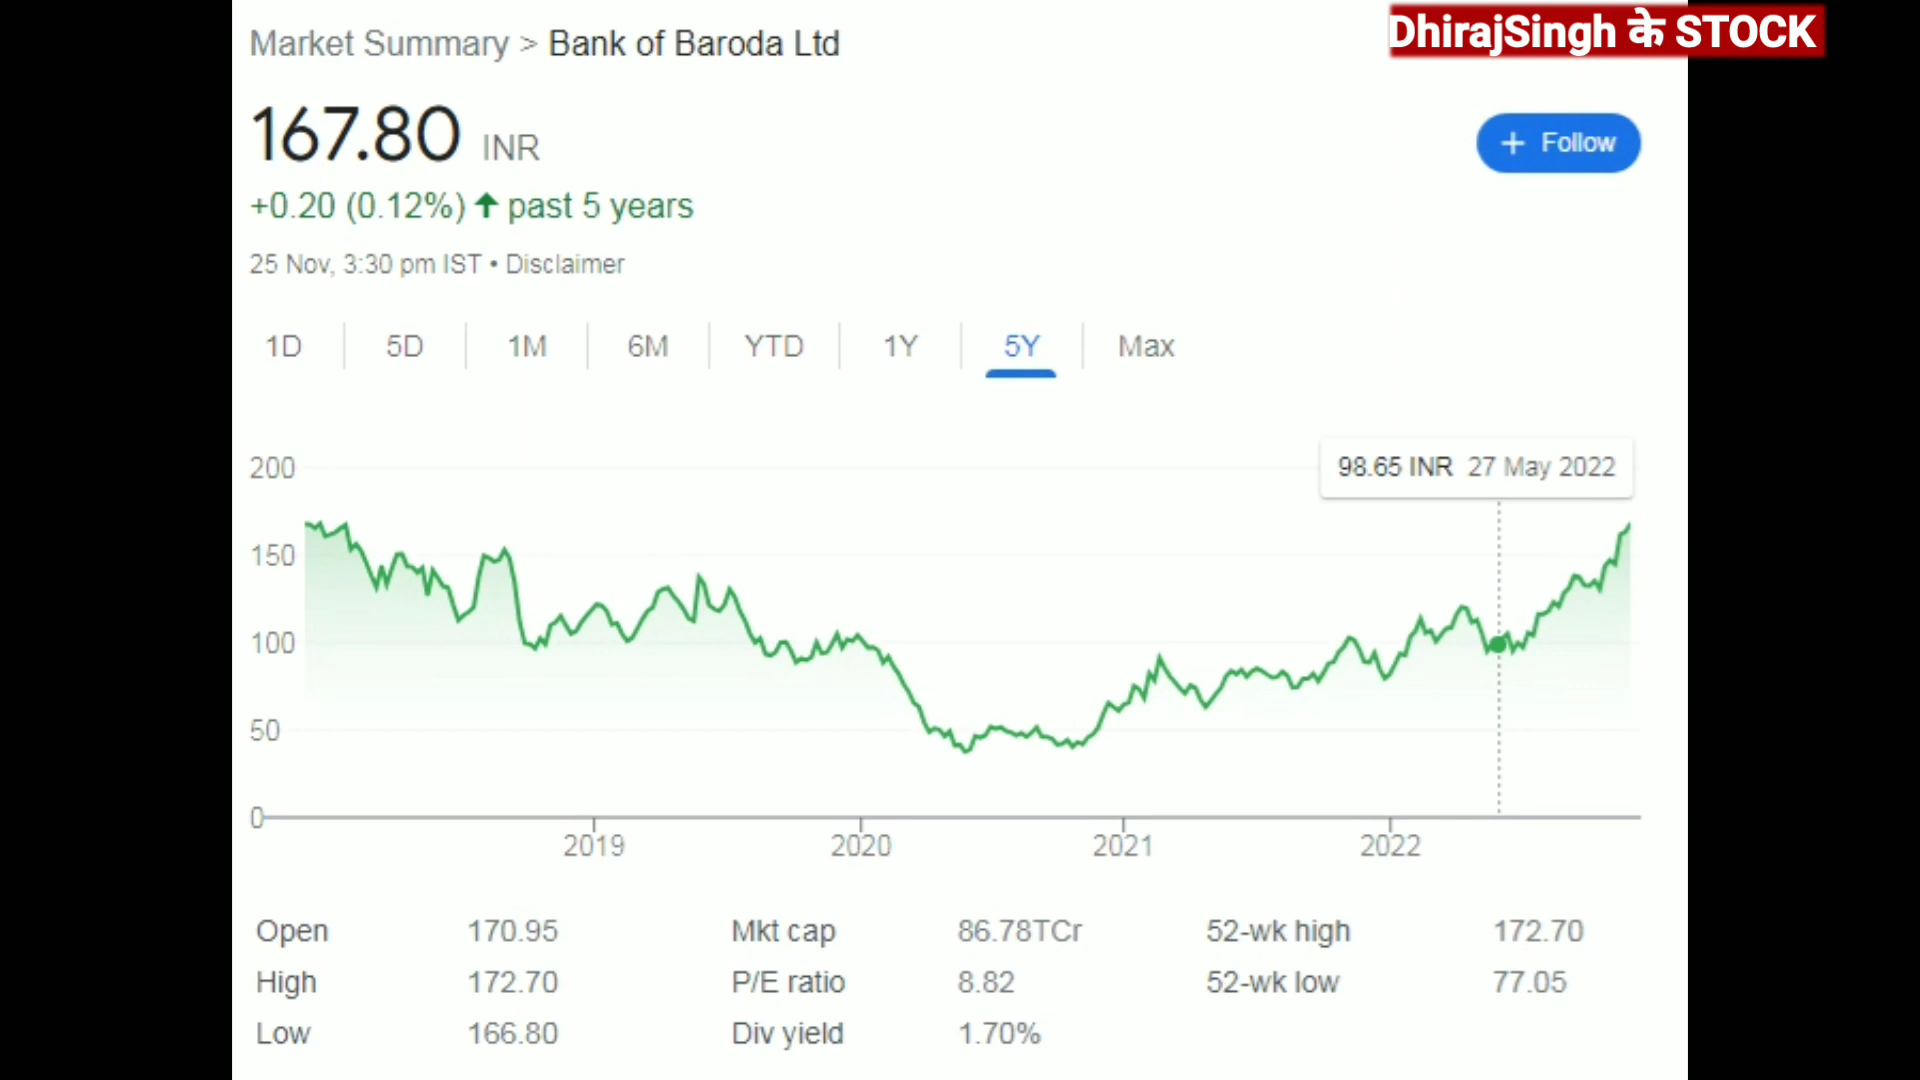 DhirajSingh के STOCK
Market Summary > Bank of Baroda Ltd
167.80 INR
+ Follow
+0.20 (0.12%) ↑ past 5 years
25 Nov, 3:30 pm IST • Disclaimer
1D 5D 1M 6M YTD 1Y 5Y Max
98.65 INR 27 May 2022
200
150
100
50
0
2019 2020 2021 2022
Open 170.95 Mkt cap 86.78TCr 52-wk high 172.70
High 172.70 P/E ratio 8.82 52-wk low 77.05
Low 166.80 Div yield 1.70%